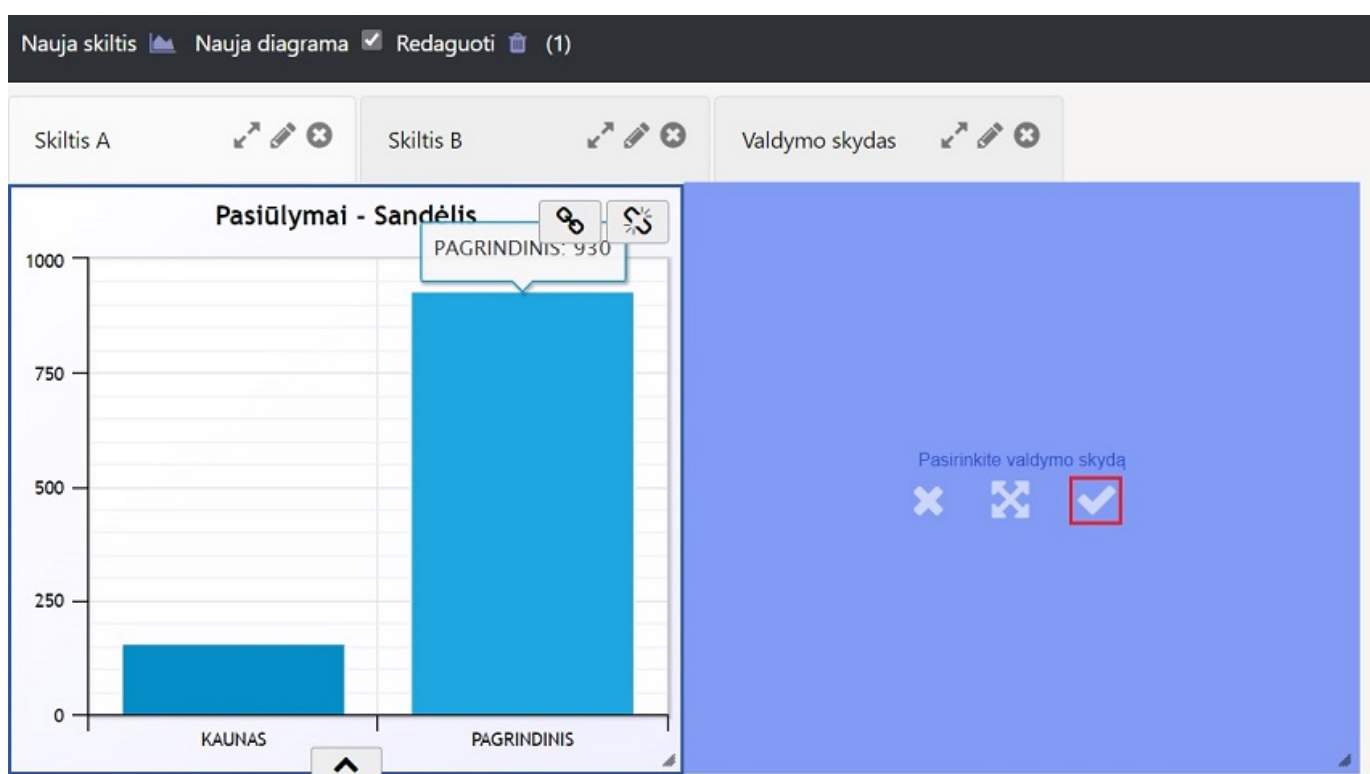 Nauja skiltis Nauja diagrama Redaguoti (1)
Skiltis A Skiltis B Valdymo skydas
Pasiūlymai - Sandėlis
PAGRINDINIS: 930
1000
750
Pasirinkite valdymo skydą
500
250
0
KAUNAS PAGRINDINIS